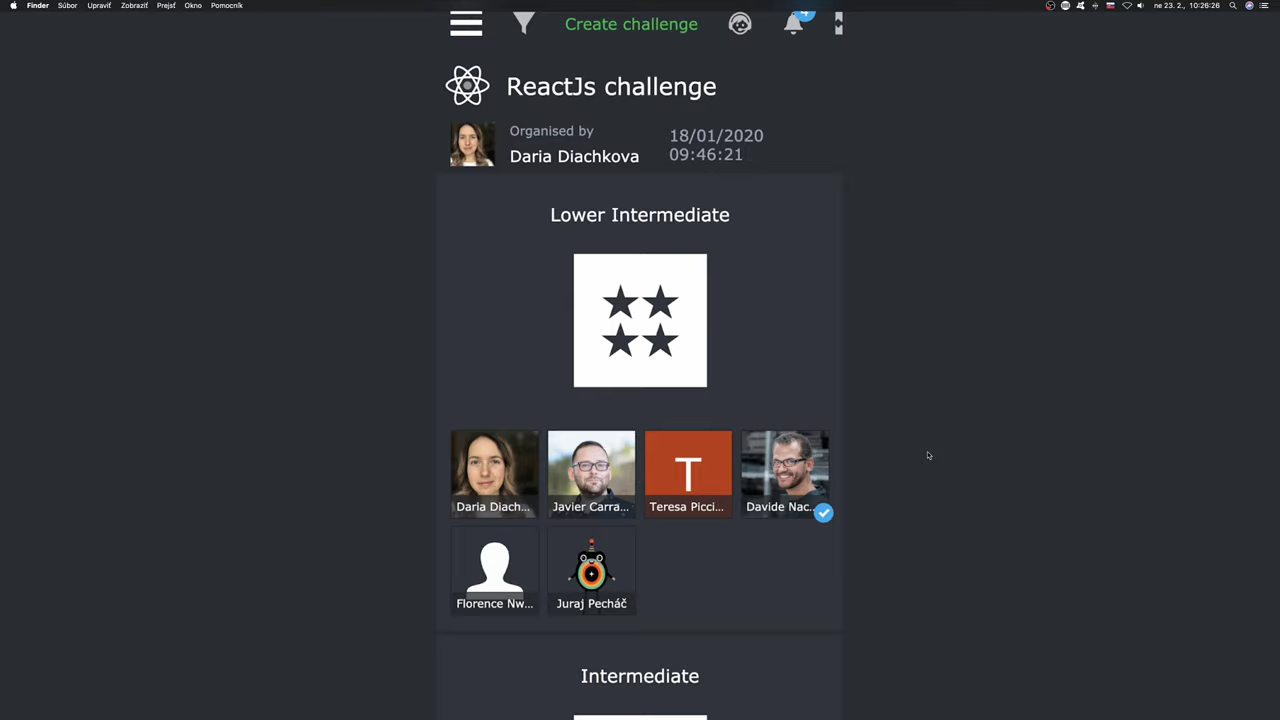 Finder Súbor Upraviť Zobraziť Prejsť Okno Pomocník ne 23. 2., 10:26:26
Create challenge
ReactJs challenge
Organised by
Daria Diachkova
18/01/2020
09:46:21
Lower Intermediate
T
Daria Diach... Javier Carra... Teresa Picci... Davide Nac...
Florence Nw... Juraj Pecháč
Intermediate